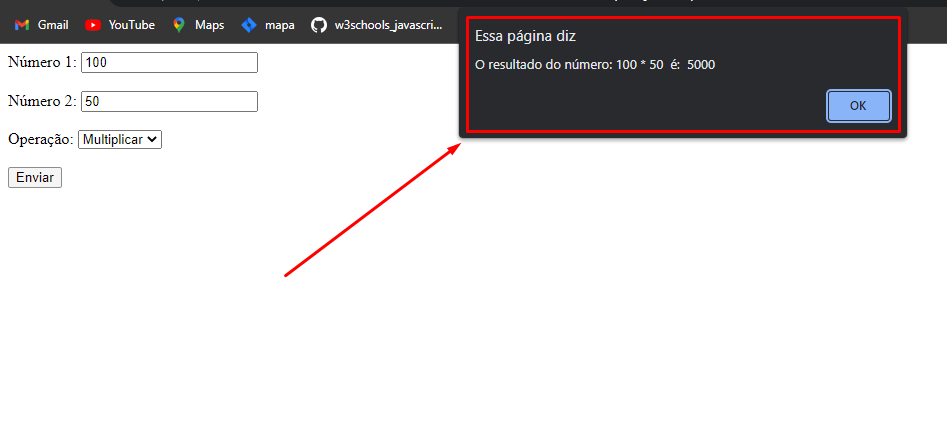 Gmail YouTube Maps mapa w3schools_javascri...
Essa página diz
O resultado do número: 100 * 50 é: 5000
OK
Número 1: 100
Número 2: 50
Operação: Multiplicar
Enviar